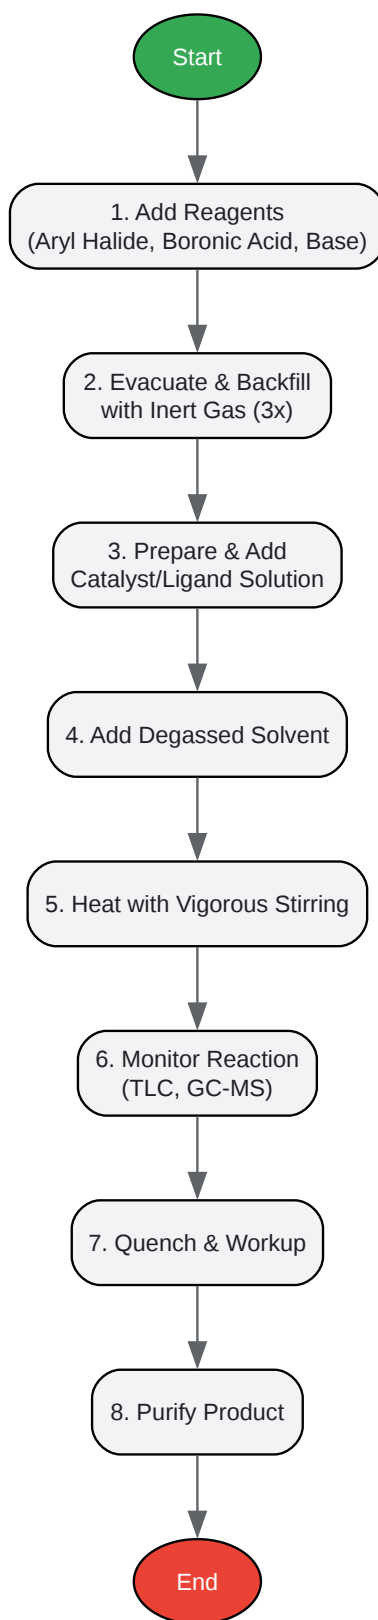 Start
1. Add Reagents
(Aryl Halide, Boronic Acid, Base)
2. Evacuate & Backfill
with Inert Gas (3x)
3. Prepare & Add
Catalyst/Ligand Solution
4. Add Degassed Solvent
5. Heat with Vigorous Stirring
6. Monitor Reaction
(TLC, GC-MS)
7. Quench & Workup
8. Purify Product
End